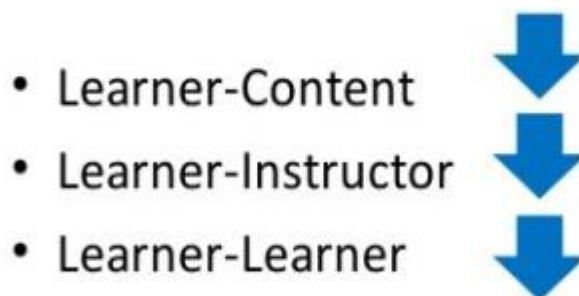 • Learner-Content
• Learner-Instructor
• Learner-Learner